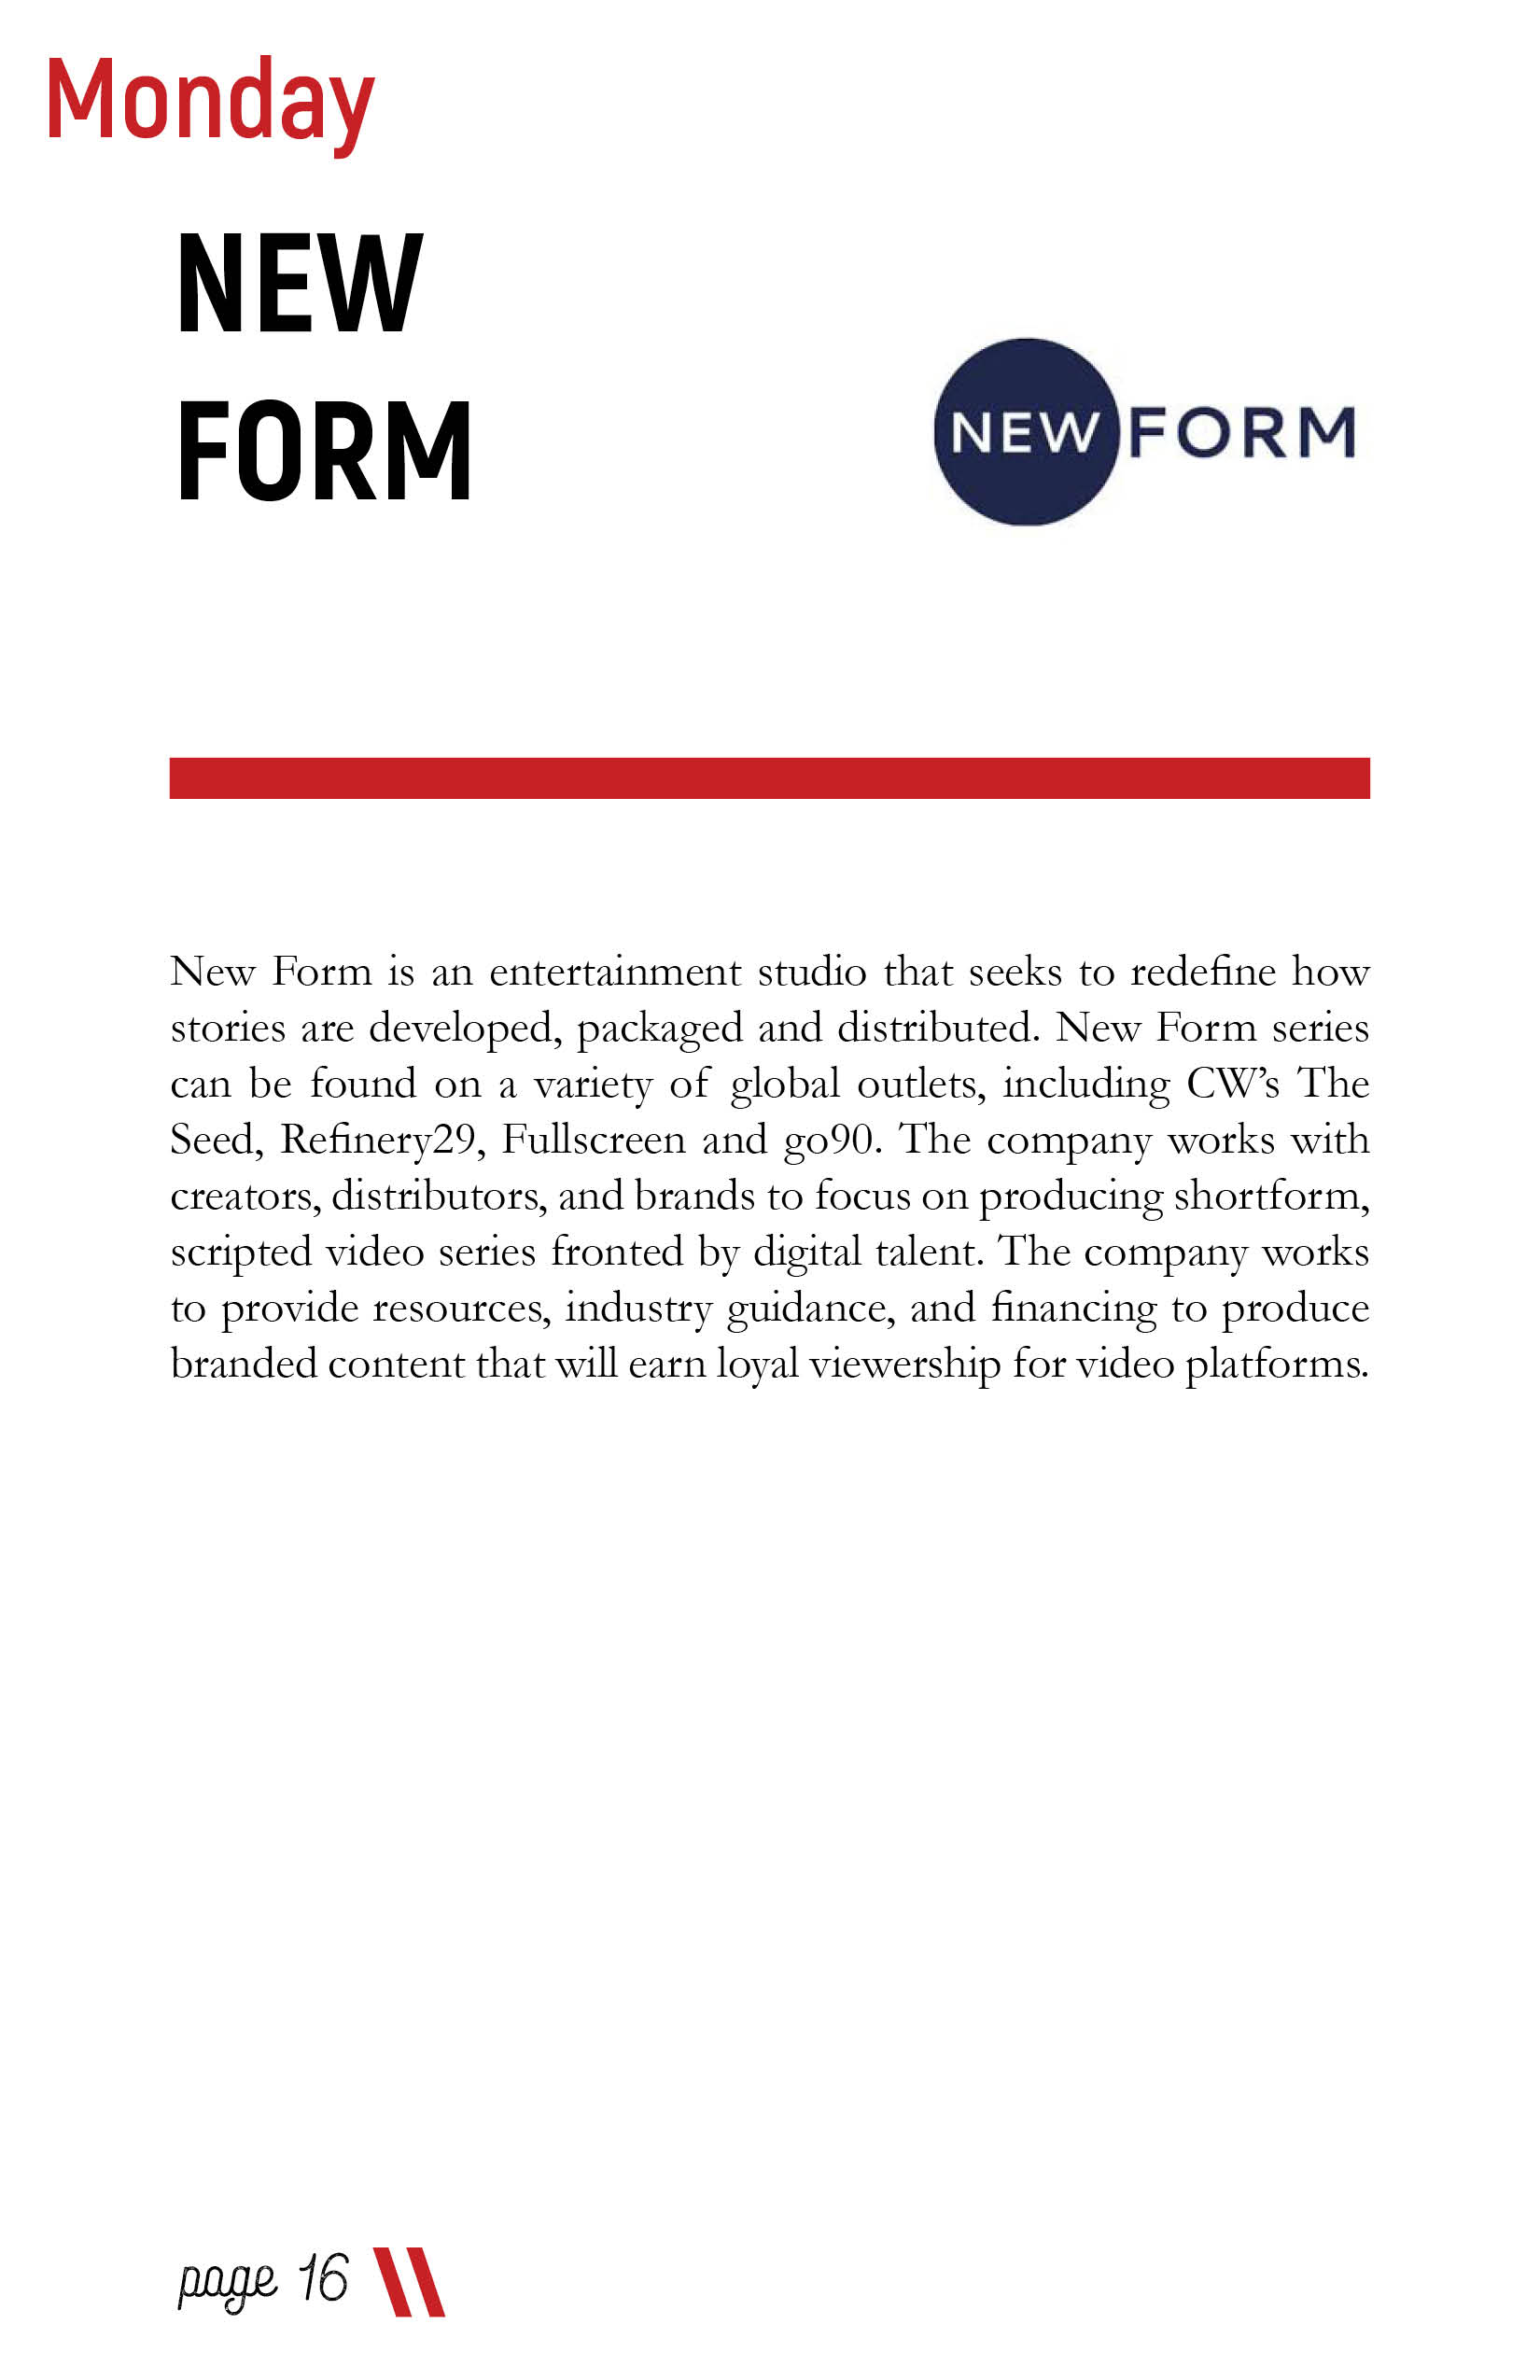 Monday
NEW
FORM
NEW FORM
New Form is an entertainment studio that seeks to redefine how
stories are developed, packaged and distributed. New Form series
can be found on a variety of global outlets, including CW’s The
Seed, Refinery29, Fullscreen and go90. The company works with
creators, distributors, and brands to focus on producing shortform,
scripted video series fronted by digital talent. The company works
to provide resources, industry guidance, and financing to produce
branded content that will earn loyal viewership for video platforms.
page 16